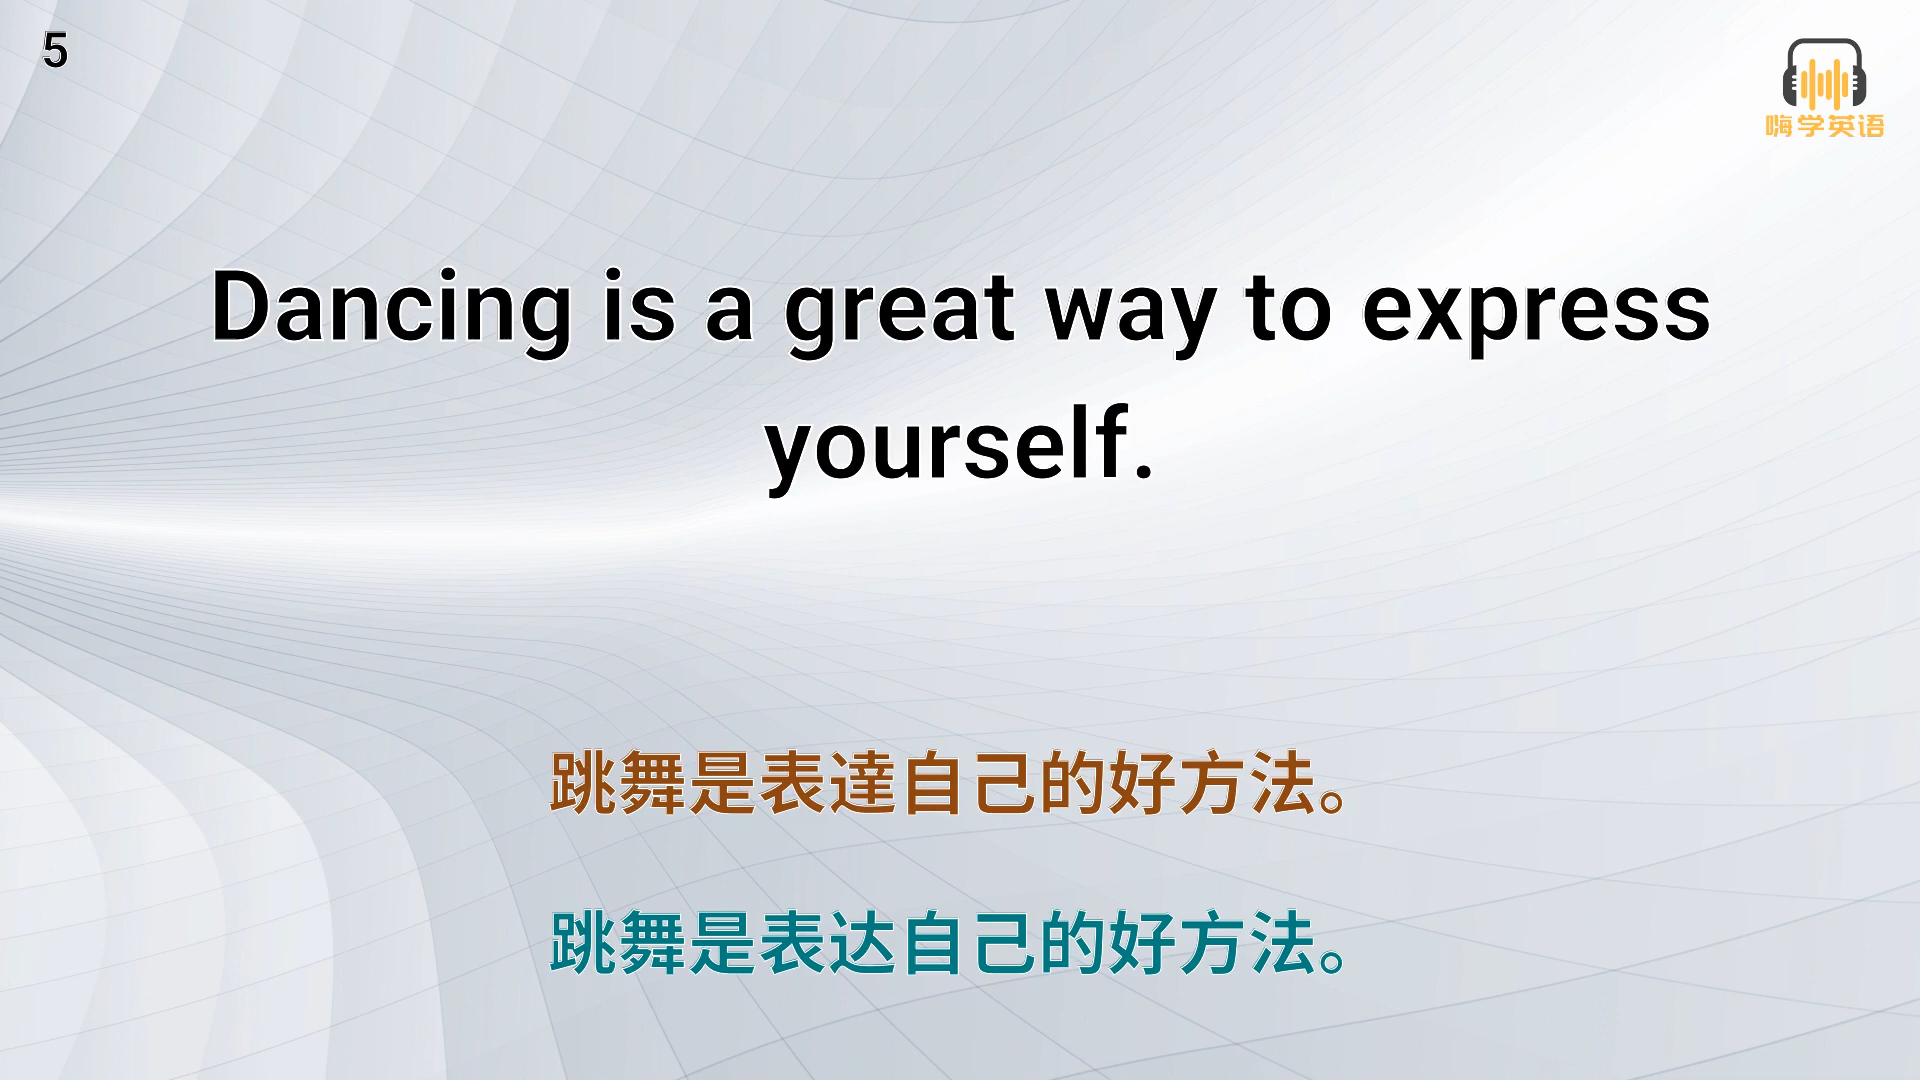 5
嗨学英语
Dancing is a great way to express
yourself.
跳舞是表達自己的好方法。
跳舞是表达自己的好方法。